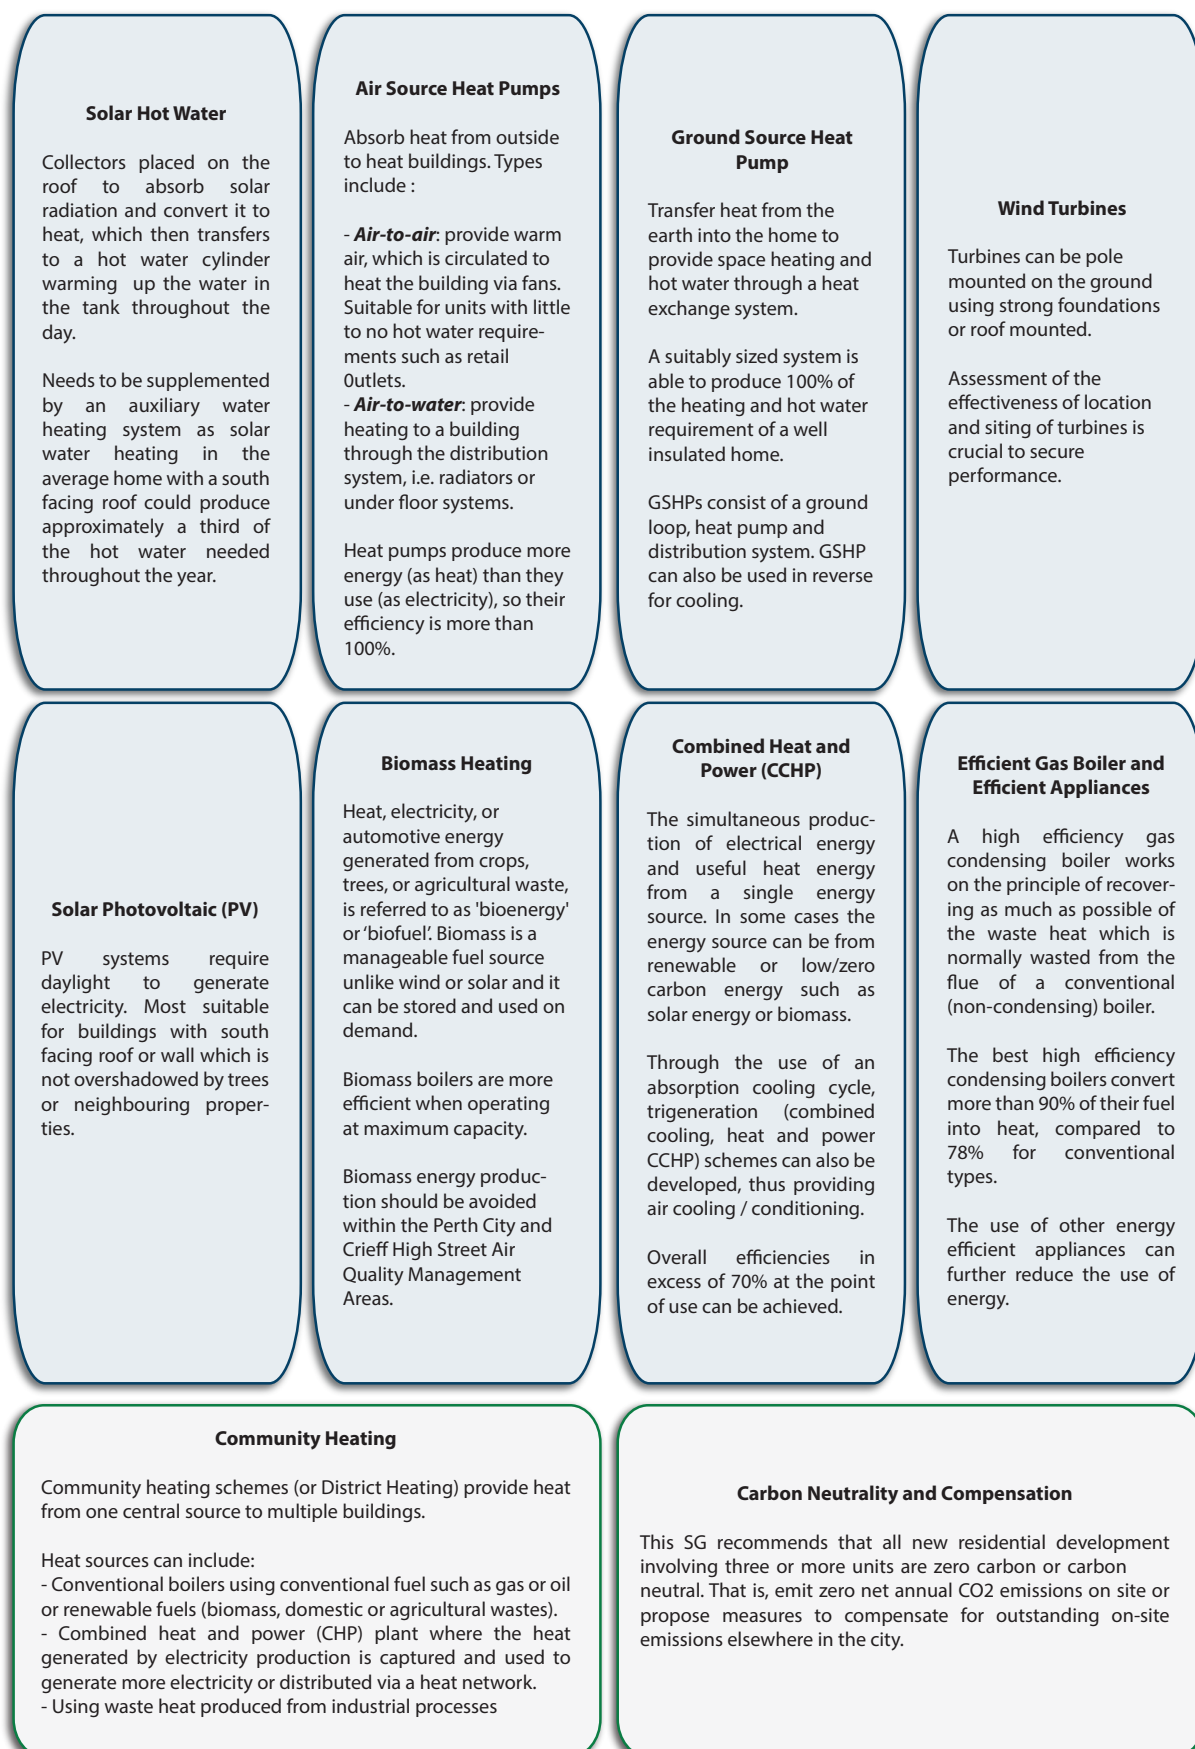 Solar Hot Water
Collectors placed on the
roof to absorb solar
radiation and convert it to
heat, which then transfers
to a hot water cylinder
warming up the water in
the tank throughout the
day.
Needs to be supplemented
by an auxiliary water
heating system as solar
water heating in the
average home with a south
facing roof could produce
approximately a third of
the hot water needed
throughout the year.
Air Source Heat Pumps
Absorb heat from outside
to heat buildings. Types
include :
- Air-to-air: provide warm
air, which is circulated to
heat the building via fans.
Suitable for units with little
to no hot water require-
ments such as retail
0utlets.
- Air-to-water: provide
heating to a building
through the distribution
system, i.e. radiators or
under floor systems.
Heat pumps produce more
energy (as heat) than they
use (as electricity), so their
efficiency is more than
100%.
Ground Source Heat
Pump
Transfer heat from the
earth into the home to
provide space heating and
hot water through a heat
exchange system.
A suitably sized system is
able to produce 100% of
the heating and hot water
requirement of a well
insulated home.
GSHPs consist of a ground
loop, heat pump and
distribution system. GSHP
can also be used in reverse
for cooling.
Wind Turbines
Turbines can be pole
mounted on the ground
using strong foundations
or roof mounted.
Assessment of the
effectiveness of location
and siting of turbines is
crucial to secure
performance.
Solar Photovoltaic (PV)
PV systems require
daylight to generate
electricity. Most suitable
for buildings with south
facing roof or wall which is
not overshadowed by trees
or neighbouring proper-
ties.
Biomass Heating
Heat, electricity, or
automotive energy
generated from crops,
trees, or agricultural waste,
is referred to as 'bioenergy'
or 'biofuel'. Biomass is a
manageable fuel source
unlike wind or solar and it
can be stored and used on
demand.
Biomass boilers are more
efficient when operating
at maximum capacity.
Biomass energy produc-
tion should be avoided
within the Perth City and
Crieff High Street Air
Quality Management
Areas.
Combined Heat and
Power (CCHP)
The simultaneous produc-
tion of electrical energy
and useful heat energy
from a single energy
source. In some cases the
energy source can be from
renewable or low/zero
carbon energy such as
solar energy or biomass.
Through the use of an
absorption cooling cycle,
trigeneration (combined
cooling, heat and power
CCHP) schemes can also be
developed, thus providing
air cooling / conditioning.
Overall efficiencies in
excess of 70% at the point
of use can be achieved.
Efficient Gas Boiler and
Efficient Appliances
A high efficiency gas
condensing boiler works
on the principle of recover-
ing as much as possible of
the waste heat which is
normally wasted from the
flue of a conventional
(non-condensing) boiler.
The best high efficiency
condensing boilers convert
more than 90% of their fuel
into heat, compared to
78% for conventional
types.
The use of other energy
efficient appliances can
further reduce the use of
energy.
Community Heating
Community heating schemes (or District Heating) provide heat
from one central source to multiple buildings.
Heat sources can include:
- Conventional boilers using conventional fuel such as gas or oil
or renewable fuels (biomass, domestic or agricultural wastes).
- Combined heat and power (CHP) plant where the heat
generated by electricity production is captured and used to
generate more electricity or distributed via a heat network.
- Using waste heat produced from industrial processes
Carbon Neutrality and Compensation
This SG recommends that all new residential development
involving three or more units are zero carbon or carbon
neutral. That is, emit zero net annual CO2 emissions on site or
propose measures to compensate for outstanding on-site
emissions elsewhere in the city.